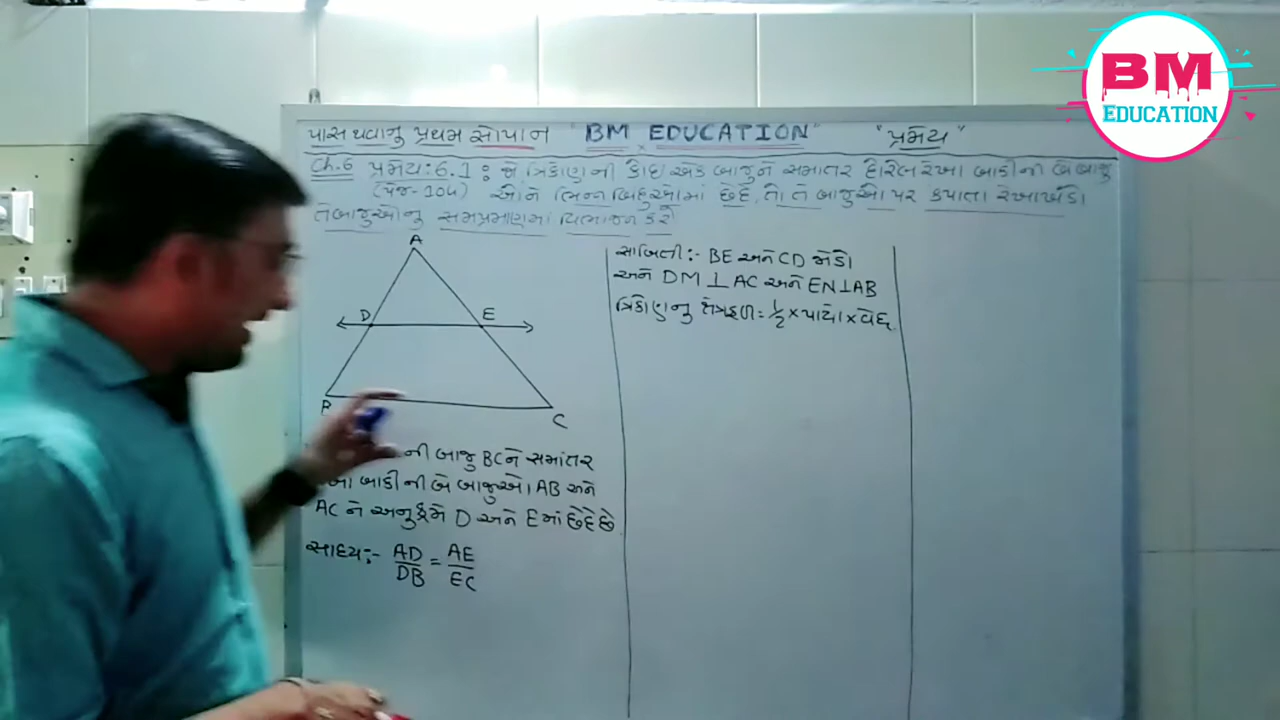 BM
EDUCATION
પાસ થવાનુ પ્રથમ સોપાન "BM EDUCATION" "પ્રમેય"
Ch.6 પ્રમેય:6.1: જો ત્રિકોણની કોઇ એક બાજુને સમાંતર દોરેલ રેખા બાકીની બે બાજુ
(પેજ-104) ઓને ભિન્ન બિંદુઓમાં છેદે, તો તે બાજુઓ પર કપાતા રેખાખંડો
તે બાજુઓનુ સમપ્રમાણમાં વિભાજન કરે
A
D E
B C
ની બાજુ BC ને સમાંતર
બાકીની બે બાજુઓ AB અને
AC ને અનુક્રમે D અને E માં છેદે છે
સાધ્ય:- AD/DB = AE/EC
સાબિતી:- BE અને CD જોડો
અને DM ⊥ AC અને EN ⊥ AB
ત્રિકોણનુ ક્ષેત્રફળ = 1/2 × પાયો × વેધ